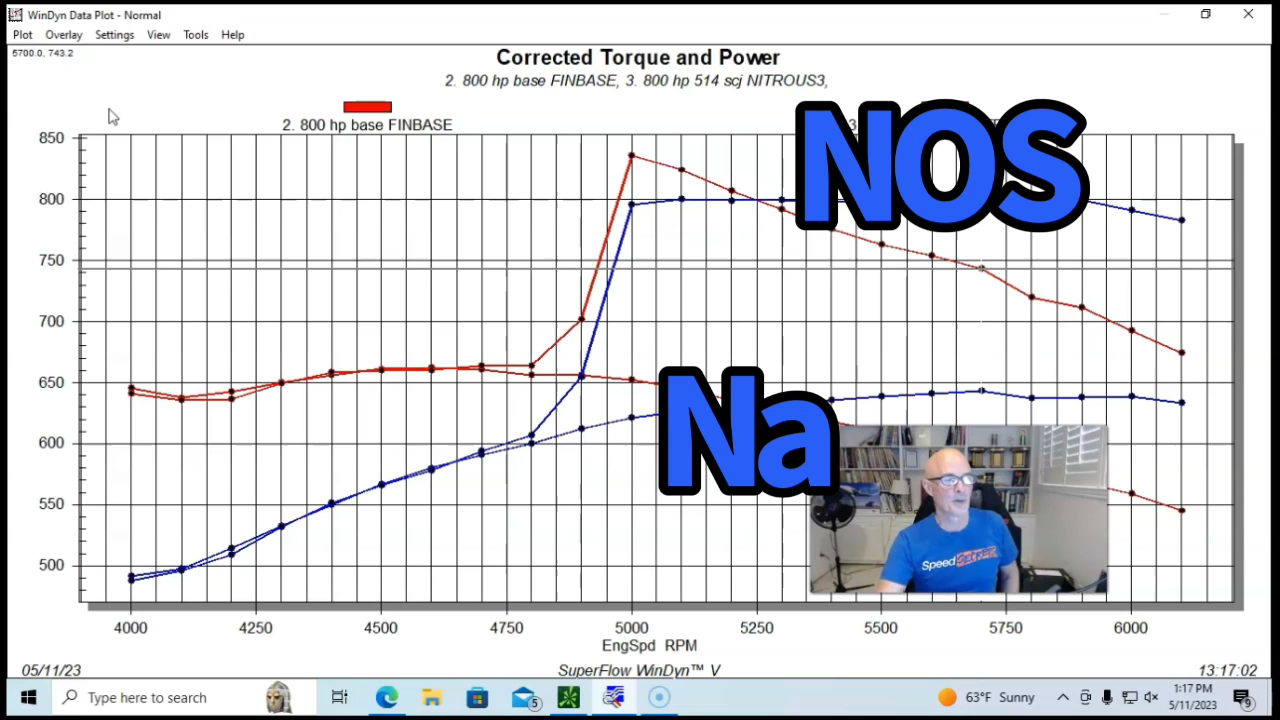 WinDyn Data Plot - Normal
Plot Overlay Settings View Tools Help
5700.0, 743.2
Corrected Torque and Power
2. 800 hp base FINBASE, 3. 800 hp 514 scj NITROUS3,
2. 800 hp base FINBASE
NOS
Na
850
800
750
700
650
600
550
500
4000 4250 4500 4750 5000 5250 5500 5750 6000
EngSpd RPM
Speed
05/11/23 SuperFlow WinDyn™ V 13:17:02
Type here to search
5
63°F Sunny
1:17 PM
5/11/2023
9